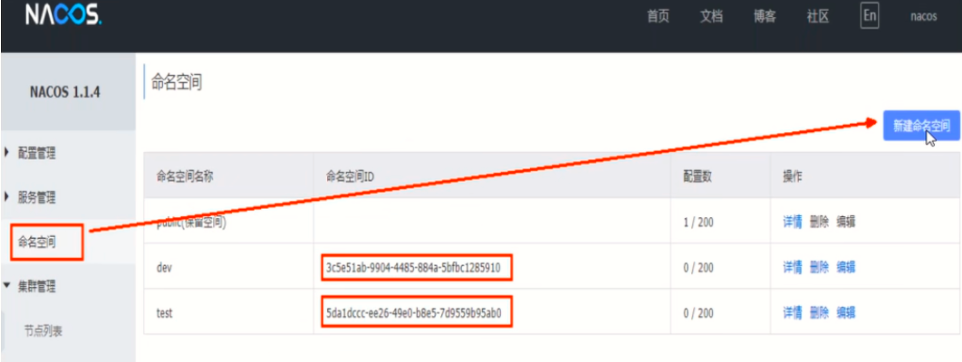 NACOS.
首页 文档 博客 社区 En nacos
NACOS 1.1.4
配置管理
服务管理
命名空间
集群管理
节点列表
命名空间
新建命名空间
命名空间名称 命名空间ID 配置数 操作
public(保留空间) 1 / 200 详情 删除 编辑
dev 3c5e51ab-9904-4485-884a-5bfbc1285910 0 / 200 详情 删除 编辑
test 5da1dccc-ee26-49e0-b8e5-7d9559b95ab0 0 / 200 详情 删除 编辑